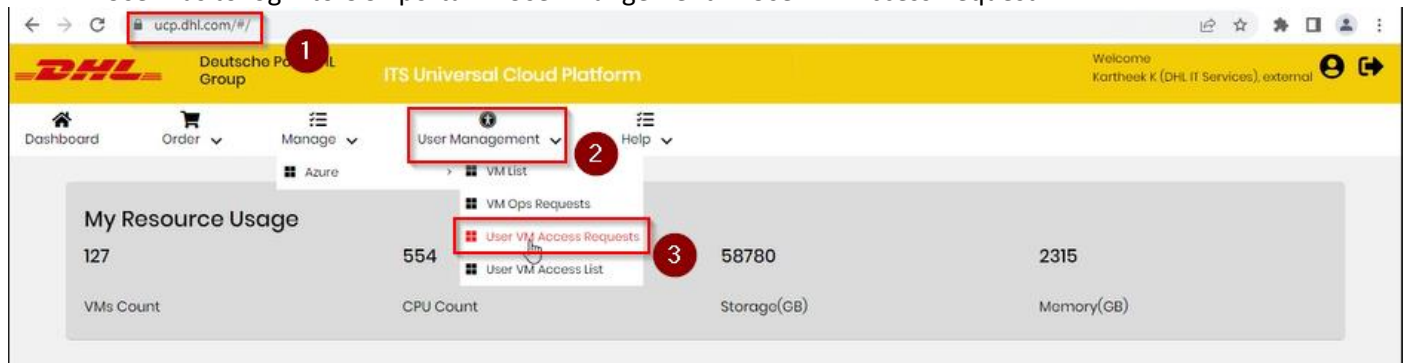 ucp.dhl.com/#/
1
DHL
Deutsche Po HL
Group
ITS Universal Cloud Platform
Welcome
Kartheek K (DHL IT Services), external
Dashboard
Order
Manage
User Management
2
Help
Azure
VM List
VM Ops Requests
User VM Access Requests
3
User VM Access List
My Resource Usage
127
554
58780
2315
VMs Count
CPU Count
Storage(GB)
Memory(GB)